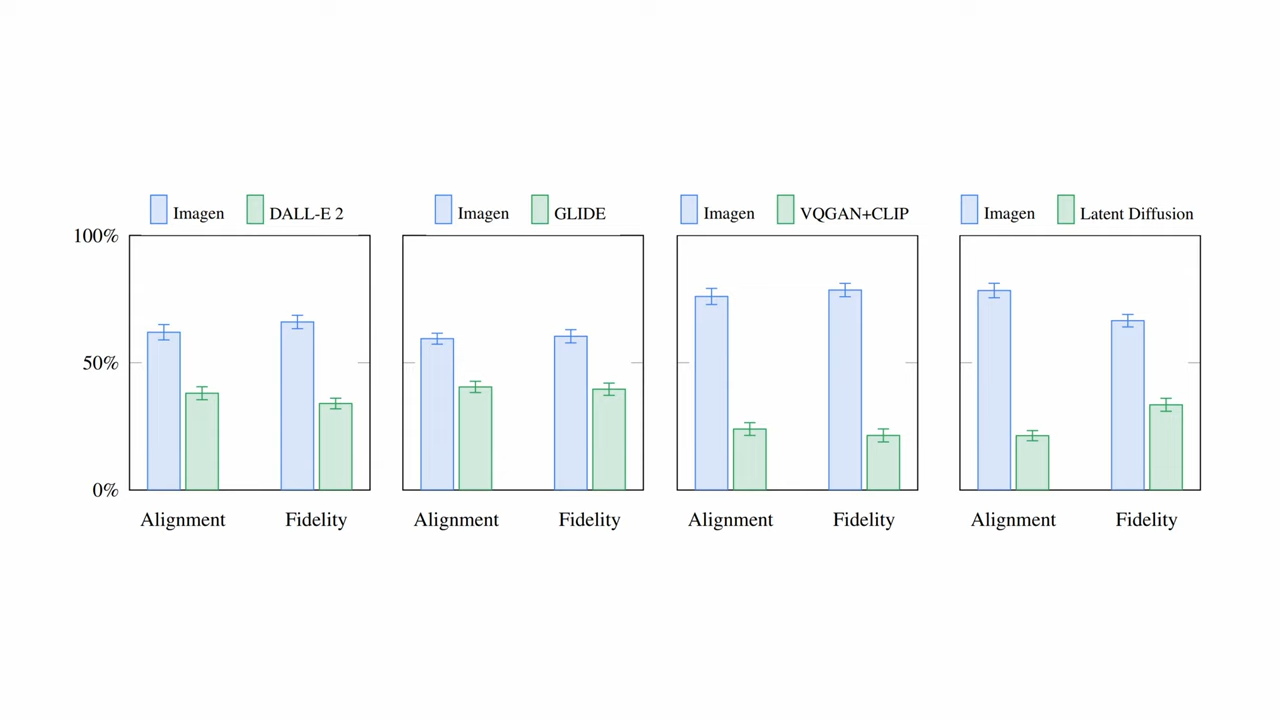 Imagen DALL-E 2 Imagen GLIDE Imagen VQGAN+CLIP Imagen Latent Diffusion
100%
50%
0%
Alignment Fidelity Alignment Fidelity Alignment Fidelity Alignment Fidelity